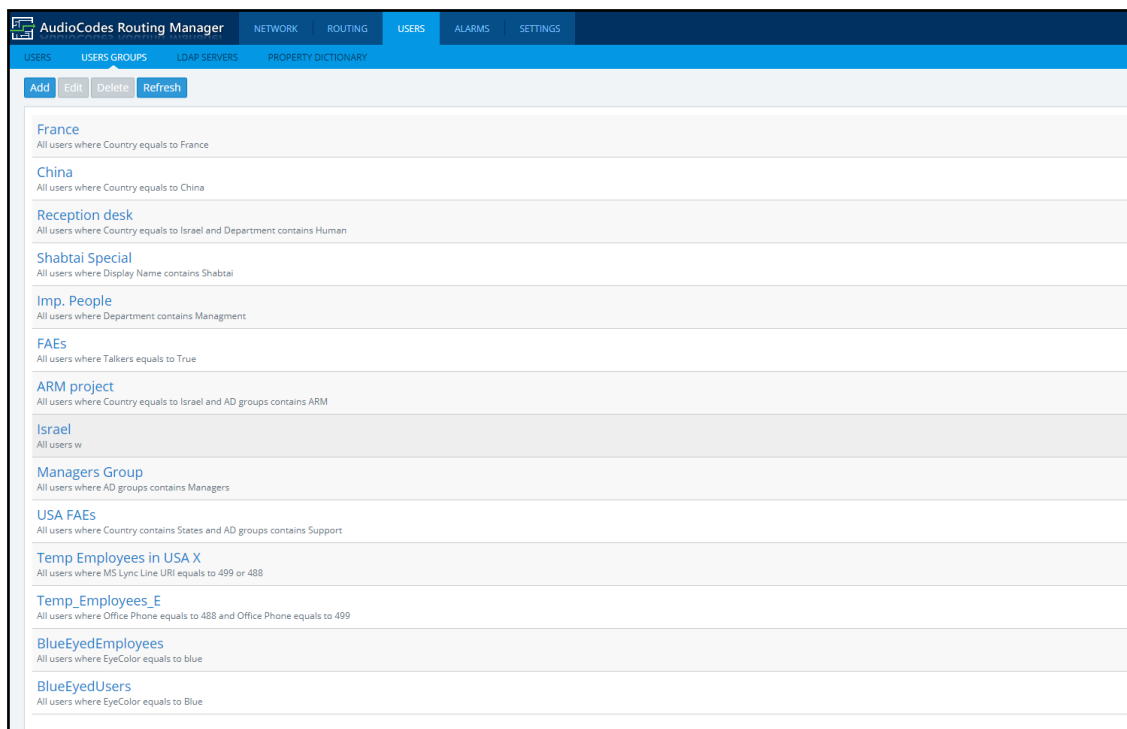 AudioCodes Routing Manager NETWORK ROUTING USERS ALARMS SETTINGS
USERS USERS GROUPS LDAP SERVERS PROPERTY DICTIONARY
Add Edit Delete Refresh
France
All users where Country equals to France
China
All users where Country equals to China
Reception desk
All users where Country equals to Israel and Department contains Human
Shabtai Special
All users where Display Name contains Shabtai
Imp. People
All users where Department contains Managment
FAEs
All users where Talkers equals to True
ARM project
All users where Country equals to Israel and AD groups contains ARM
Israel
All users w
Managers Group
All users where AD groups contains Managers
USA FAEs
All users where Country contains States and AD groups contains Support
Temp Employees in USA X
All users where MS Lync Line URI equals to 499 or 488
Temp_Employees_E
All users where Office Phone equals to 488 and Office Phone equals to 499
BlueEyedEmployees
All users where EyeColor equals to blue
BlueEyedUsers
All users where EyeColor equals to Blue